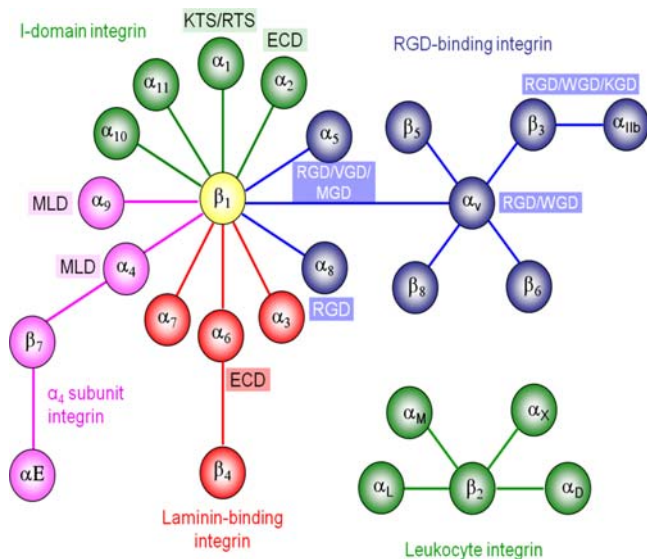 KTS/RTS
I-domain integrin
ECD
RGD-binding integrin
α1
α2
α11
α10
α5
RGD/WGD/KGD
β5
β3
αIIb
RGD/VGD/
MGD
MLD
α9
β1
αv
RGD/WGD
MLD
α4
α8
RGD
β8
β6
α7
α6
α3
β7
ECD
α4 subunit
integrin
αE
β4
Laminin-binding
integrin
αM
αX
αL
β2
αD
Leukocyte integrin